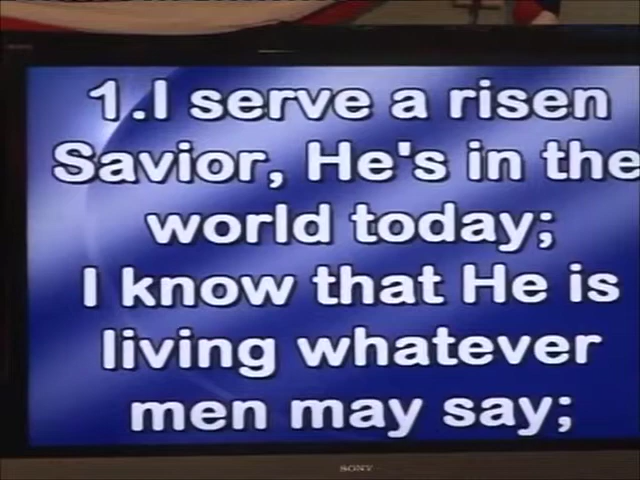 1.I serve a risen
Savior, He's in the
world today;
I know that He is
living whatever
men may say;
SONY